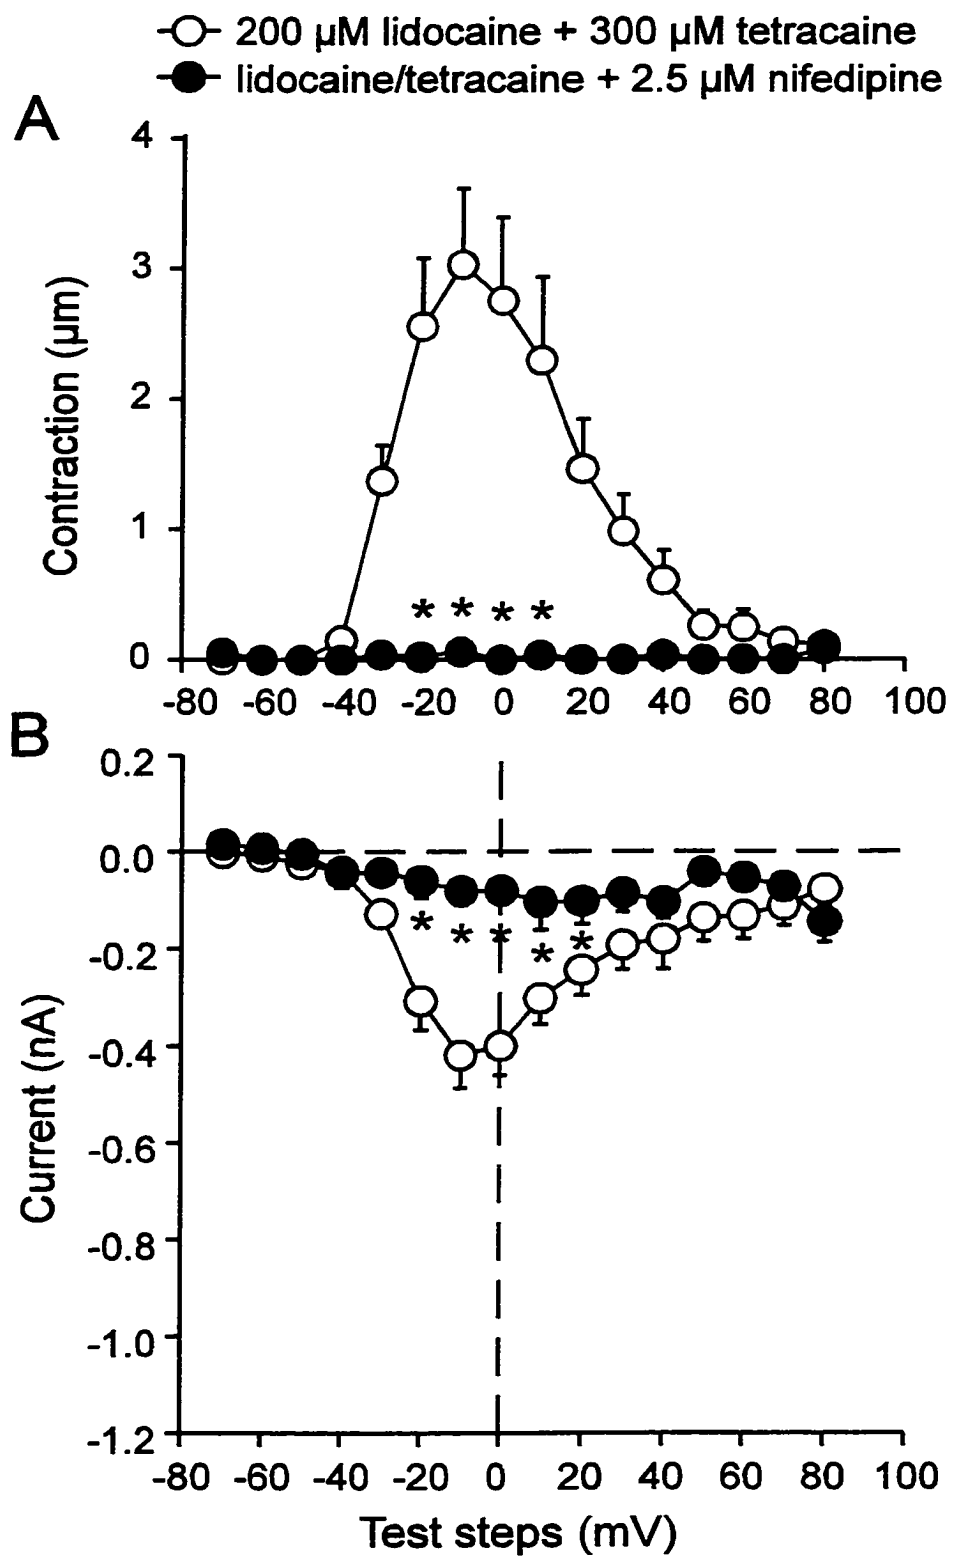 200 µM lidocaine + 300 µM tetracaine
lidocaine/tetracaine + 2.5 µM nifedipine
A
4
3
2
1
0
Contraction (µm)
* * * *
-80 -60 -40 -20 0 20 40 60 80 100
B
0.2
0.0
-0.2
-0.4
-0.6
-0.8
-1.0
-1.2
Current (nA)
* * * * *
-80 -60 -40 -20 0 20 40 60 80 100
Test steps (mV)